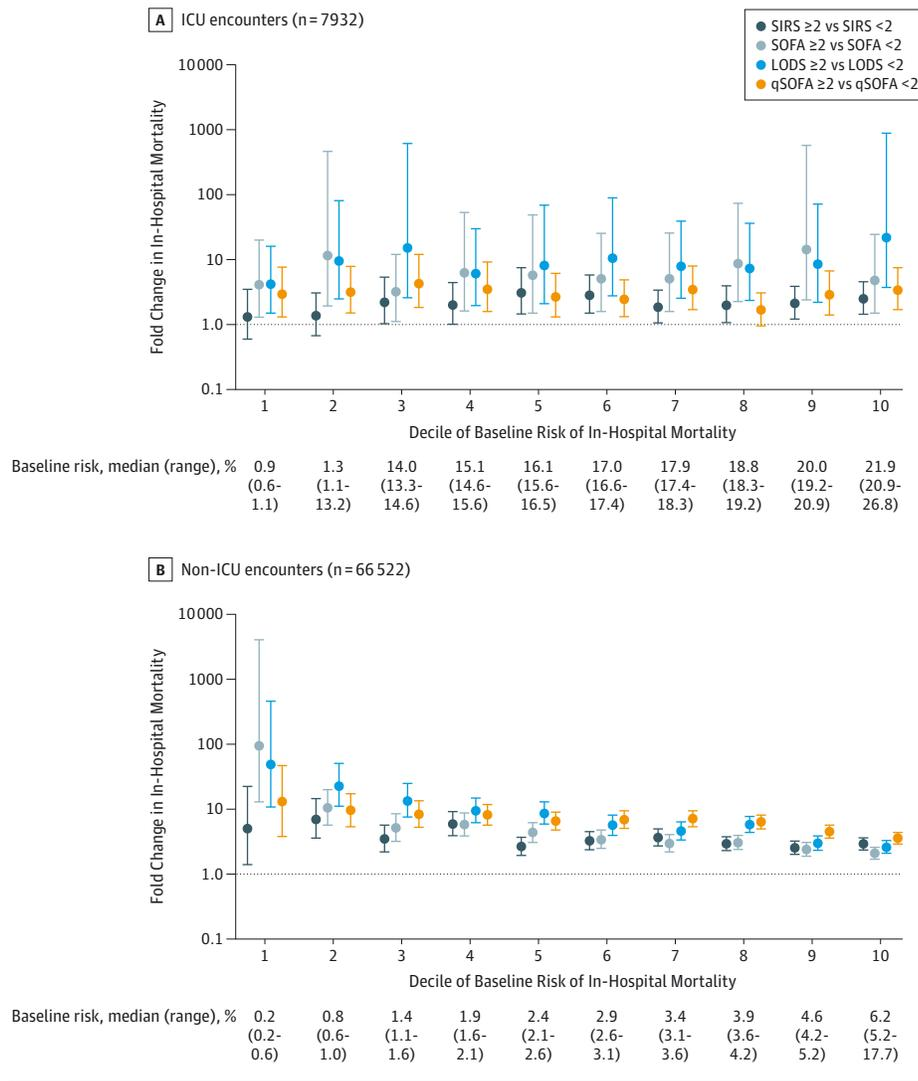 A ICU encounters (n=7932)
SIRS ≥2 vs SIRS <2
SOFA ≥2 vs SOFA <2
LODS ≥2 vs LODS <2
qSOFA ≥2 vs qSOFA <2
Fold Change in In-Hospital Mortality
10000
1000
100
10
1.0
0.1
1 2 3 4 5 6 7 8 9 10
Decile of Baseline Risk of In-Hospital Mortality
Baseline risk, median (range), % 0.9 1.3 14.0 15.1 16.1 17.0 17.9 18.8 20.0 21.9
(0.6- (1.1- (13.3- (14.6- (15.6- (16.6- (17.4- (18.3- (19.2- (20.9-
1.1) 13.2) 14.6) 15.6) 16.5) 17.4) 18.3) 19.2) 20.9) 26.8)
B Non-ICU encounters (n=66522)
Fold Change in In-Hospital Mortality
10000
1000
100
10
1.0
0.1
1 2 3 4 5 6 7 8 9 10
Decile of Baseline Risk of In-Hospital Mortality
Baseline risk, median (range), % 0.2 0.8 1.4 1.9 2.4 2.9 3.4 3.9 4.6 6.2
(0.2- (0.6- (1.1- (1.6- (2.1- (2.6- (3.1- (3.6- (4.2- (5.2-
0.6) 1.0) 1.6) 2.1) 2.6) 3.1) 3.6) 4.2) 5.2) 17.7)